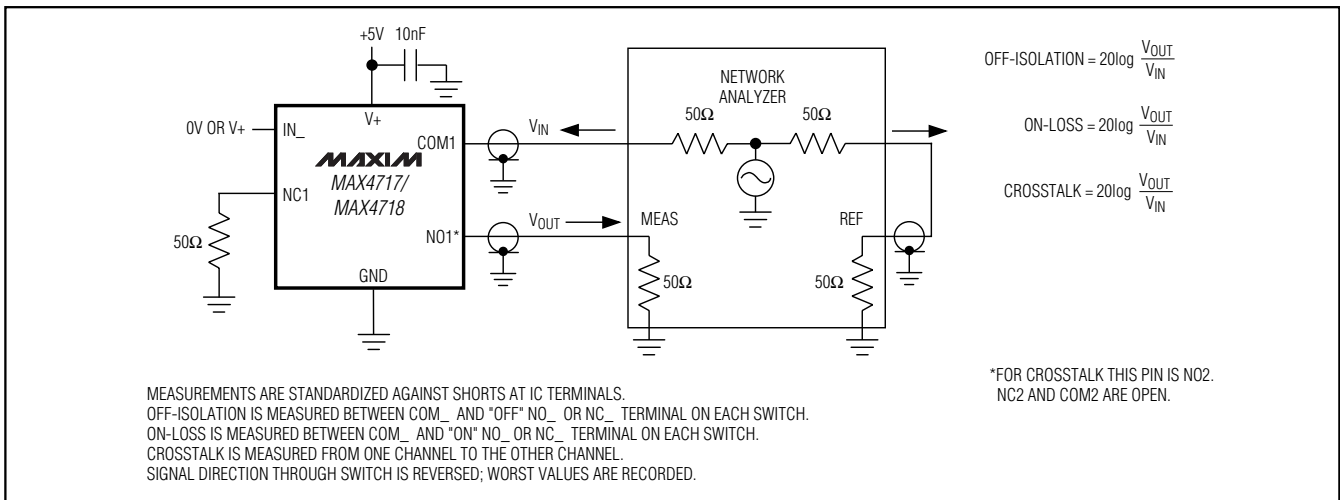 +5V 10nF
V+
0V OR V+
IN_
COM1
MAXIM
MAX4717/
MAX4718
NC1
50Ω
NO1*
GND
VIN
VOUT
NETWORK
ANALYZER
50Ω 50Ω
MEAS REF
50Ω 50Ω
OFF-ISOLATION = 20log VOUT/VIN
ON-LOSS = 20log VOUT/VIN
CROSSTALK = 20log VOUT/VIN
MEASUREMENTS ARE STANDARDIZED AGAINST SHORTS AT IC TERMINALS.
OFF-ISOLATION IS MEASURED BETWEEN COM_ AND "OFF" NO_ OR NC_ TERMINAL ON EACH SWITCH.
ON-LOSS IS MEASURED BETWEEN COM_ AND "ON" NO_ OR NC_ TERMINAL ON EACH SWITCH.
CROSSTALK IS MEASURED FROM ONE CHANNEL TO THE OTHER CHANNEL.
SIGNAL DIRECTION THROUGH SWITCH IS REVERSED; WORST VALUES ARE RECORDED.
*FOR CROSSTALK THIS PIN IS NO2.
NC2 AND COM2 ARE OPEN.